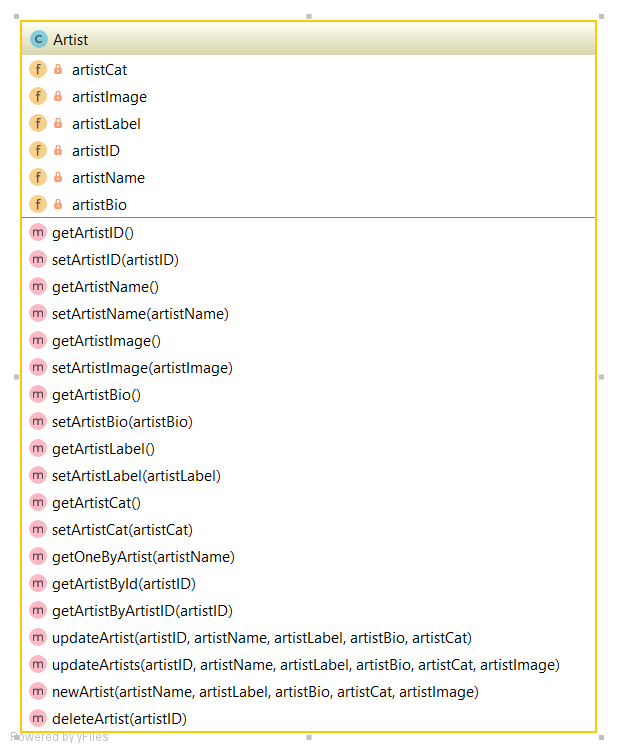 C Artist
f artistCat
f artistImage
f artistLabel
f artistID
f artistName
f artistBio
m getArtistID()
m setArtistID(artistID)
m getArtistName()
m setArtistName(artistName)
m getArtistImage()
m setArtistImage(artistImage)
m getArtistBio()
m setArtistBio(artistBio)
m getArtistLabel()
m setArtistLabel(artistLabel)
m getArtistCat()
m setArtistCat(artistCat)
m getOneByArtist(artistName)
m getArtistById(artistID)
m getArtistByArtistID(artistID)
m updateArtist(artistID, artistName, artistLabel, artistBio, artistCat)
m updateArtists(artistID, artistName, artistLabel, artistBio, artistCat, artistImage)
m newArtist(artistName, artistLabel, artistBio, artistCat, artistImage)
m deleteArtist(artistID)
Powered by yFiles